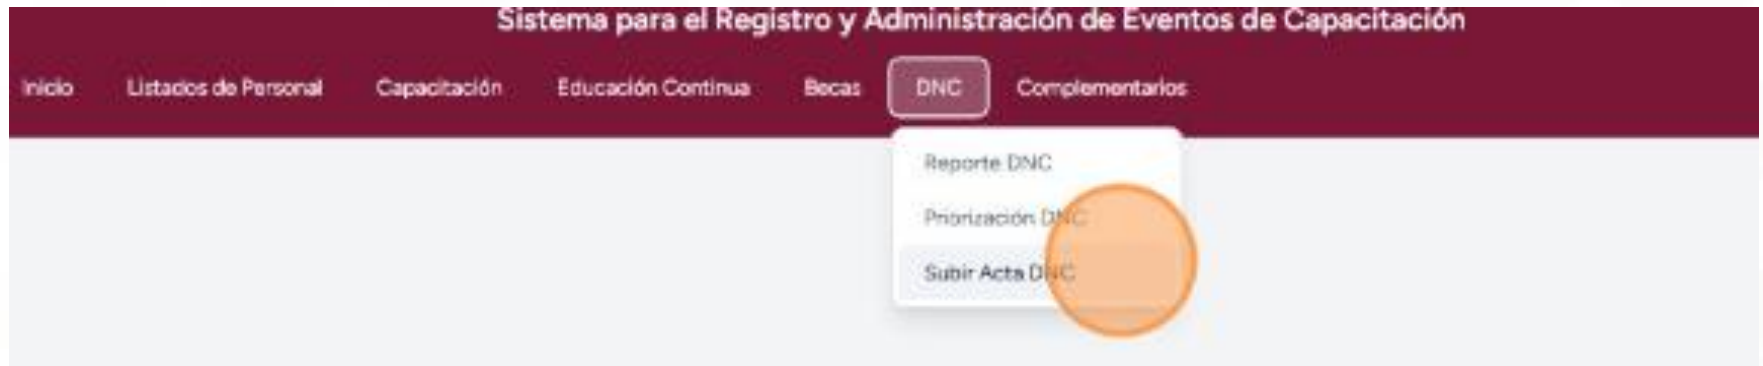 Sistema para el Registro y Administración de Eventos de Capacitación
Inicio Listados de Personal Capacitación Educación Continua Becas DNC Complementarios
Reporte DNC
Priorización DNC
Subir Acta DNC